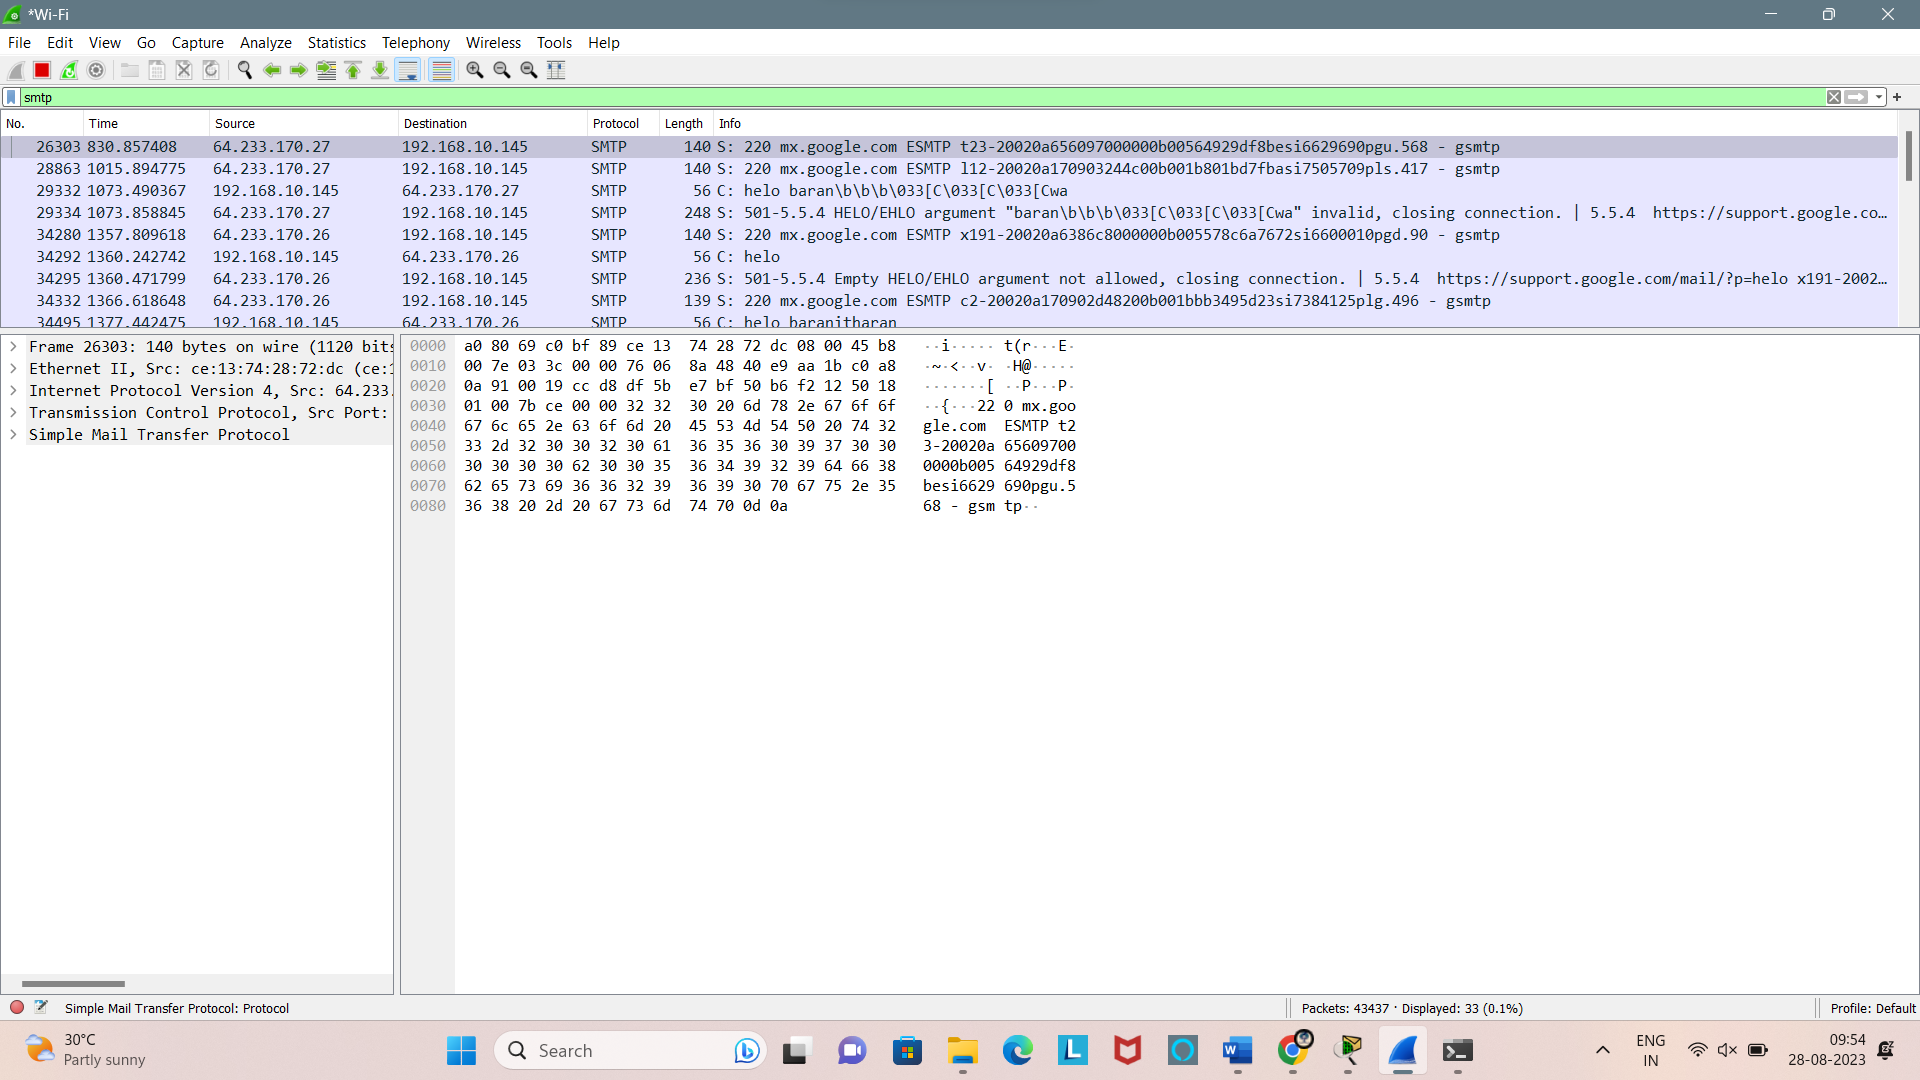 *Wi-Fi
File Edit View Go Capture Analyze Statistics Telephony Wireless Tools Help
smtp
No. Time Source Destination Protocol Length Info
26303 830.857408 64.233.170.27 192.168.10.145 SMTP 140 S: 220 mx.google.com ESMTP t23-20020a656097000000b00564929df8besi6629690pgu.568 - gsmtp
28863 1015.894775 64.233.170.27 192.168.10.145 SMTP 140 S: 220 mx.google.com ESMTP l12-20020a170903244c00b001b801bd7fbasi7505709pls.417 - gsmtp
29332 1073.490367 192.168.10.145 64.233.170.27 SMTP 56 C: helo baran\b\b\b\033[C\033[C\033[Cwa
29334 1073.858845 64.233.170.27 192.168.10.145 SMTP 248 S: 501-5.5.4 HELO/EHLO argument "baran\b\b\b\033[C\033[C\033[Cwa" invalid, closing connection. | 5.5.4 https://support.google.co…
34280 1357.809618 64.233.170.26 192.168.10.145 SMTP 140 S: 220 mx.google.com ESMTP x191-20020a6386c8000000b005578c6a7672si6600010pgd.90 - gsmtp
34292 1360.242742 192.168.10.145 64.233.170.26 SMTP 56 C: helo
34295 1360.471799 64.233.170.26 192.168.10.145 SMTP 236 S: 501-5.5.4 Empty HELO/EHLO argument not allowed, closing connection. | 5.5.4 https://support.google.com/mail/?p=helo x191-2002…
34332 1366.618648 64.233.170.26 192.168.10.145 SMTP 139 S: 220 mx.google.com ESMTP c2-20020a170902d48200b001bbb3495d23si7384125plg.496 - gsmtp
34495 1377.442475 192.168.10.145 64.233.170.26 SMTP 56 C: helo baranitharan
Frame 26303: 140 bytes on wire (1120 bits
Ethernet II, Src: ce:13:74:28:72:dc (ce:1
Internet Protocol Version 4, Src: 64.233.
Transmission Control Protocol, Src Port:
Simple Mail Transfer Protocol
0000 a0 80 69 c0 bf 89 ce 13 74 28 72 dc 08 00 45 b8 ··i····· t(r···E·
0010 00 7e 03 3c 00 00 76 06 8a 48 40 e9 aa 1b c0 a8 ·~·<··v· ·H@·····
0020 0a 91 00 19 cc d8 df 5b e7 bf 50 b6 f2 12 50 18 ·······[ ··P···P·
0030 01 00 7b ce 00 00 32 32 30 20 6d 78 2e 67 6f 6f ··{···22 0 mx.goo
0040 67 6c 65 2e 63 6f 6d 20 45 53 4d 54 50 20 74 32 gle.com ESMTP t2
0050 33 2d 32 30 30 32 30 61 36 35 36 30 39 37 30 30 3-20020a 65609700
0060 30 30 30 30 62 30 30 35 36 34 39 32 39 64 66 38 0000b005 64929df8
0070 62 65 73 69 36 36 32 39 36 39 30 70 67 75 2e 35 besi6629 690pgu.5
0080 36 38 20 2d 20 67 73 6d 74 70 0d 0a 68 - gsm tp··
Simple Mail Transfer Protocol: Protocol
Packets: 43437 · Displayed: 33 (0.1%)
Profile: Default
30°C
Partly sunny
Search
ENG
IN
09:54
28-08-2023